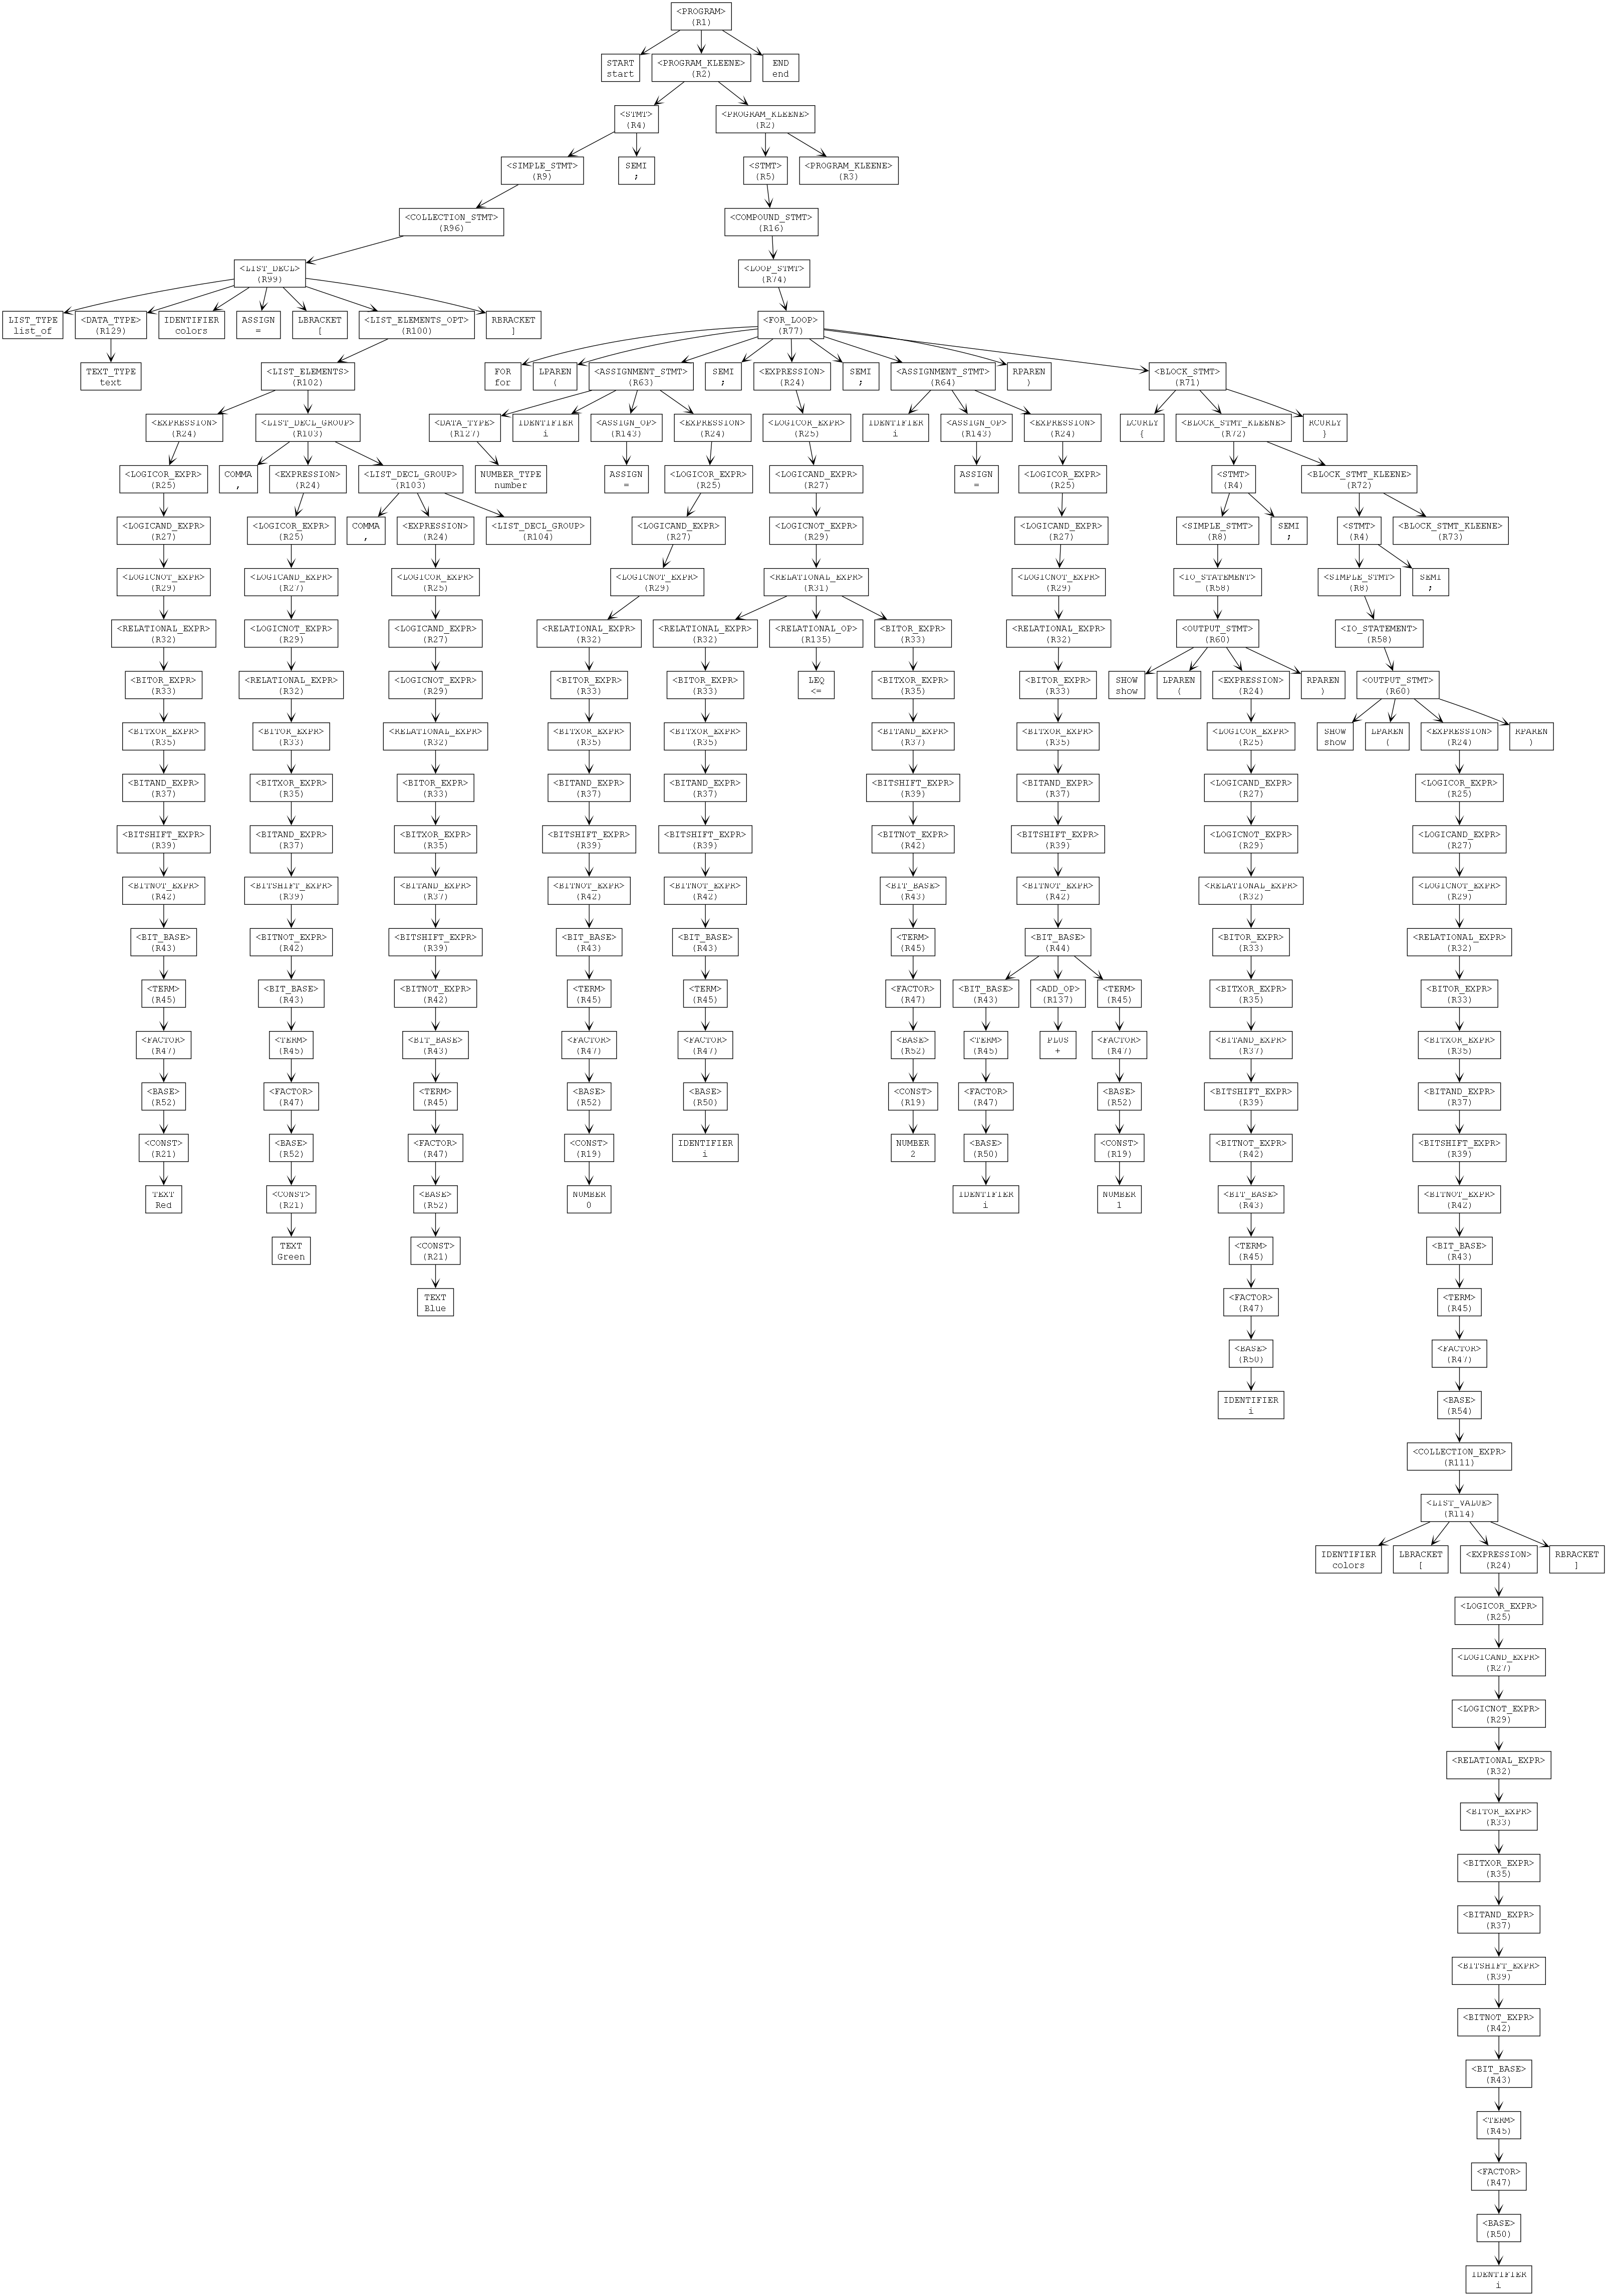 <PROGRAM>
(R1)
START
start
<PROGRAM_KLEENE>
(R2)
END
end
<STMT>
(R4)
<PROGRAM_KLEENE>
(R2)
<SIMPLE_STMT>
(R9)
SEMI
;
<STMT>
(R5)
<PROGRAM_KLEENE>
(R3)
<COLLECTION_STMT>
(R96)
<COMPOUND_STMT>
(R16)
<LIST_DECL>
(R99)
<LOOP_STMT>
(R74)
LIST_TYPE
list_of
<DATA_TYPE>
(R129)
IDENTIFIER
colors
ASSIGN
=
LBRACKET
[
<LIST_ELEMENTS_OPT>
(R100)
RBRACKET
]
<FOR_LOOP>
(R77)
TEXT_TYPE
text
<LIST_ELEMENTS>
(R102)
FOR
for
LPAREN
(
<ASSIGNMENT_STMT>
(R63)
SEMI
;
<EXPRESSION>
(R24)
SEMI
;
<ASSIGNMENT_STMT>
(R64)
RPAREN
)
<BLOCK_STMT>
(R71)
<EXPRESSION>
(R24)
<LIST_DECL_GROUP>
(R103)
<DATA_TYPE>
(R127)
IDENTIFIER
i
<ASSIGN_OP>
(R143)
<EXPRESSION>
(R24)
<LOGICOR_EXPR>
(R25)
IDENTIFIER
i
<ASSIGN_OP>
(R143)
<EXPRESSION>
(R24)
LCURLY
{
<BLOCK_STMT_KLEENE>
(R72)
RCURLY
}
<LOGICOR_EXPR>
(R25)
COMMA
,
<EXPRESSION>
(R24)
<LIST_DECL_GROUP>
(R103)
NUMBER_TYPE
number
ASSIGN
=
<LOGICOR_EXPR>
(R25)
<LOGICAND_EXPR>
(R27)
ASSIGN
=
<LOGICOR_EXPR>
(R25)
<STMT>
(R4)
<BLOCK_STMT_KLEENE>
(R72)
<LOGICAND_EXPR>
(R27)
<LOGICOR_EXPR>
(R25)
COMMA
,
<EXPRESSION>
(R24)
<LIST_DECL_GROUP>
(R104)
<LOGICAND_EXPR>
(R27)
<LOGICNOT_EXPR>
(R29)
<LOGICAND_EXPR>
(R27)
<SIMPLE_STMT>
(R8)
SEMI
;
<STMT>
(R4)
<BLOCK_STMT_KLEENE>
(R73)
<LOGICNOT_EXPR>
(R29)
<LOGICAND_EXPR>
(R27)
<LOGICOR_EXPR>
(R25)
<LOGICNOT_EXPR>
(R29)
<RELATIONAL_EXPR>
(R31)
<LOGICNOT_EXPR>
(R29)
<IO_STATEMENT>
(R58)
<SIMPLE_STMT>
(R8)
SEMI
;
<RELATIONAL_EXPR>
(R32)
<LOGICNOT_EXPR>
(R29)
<LOGICAND_EXPR>
(R27)
<RELATIONAL_EXPR>
(R32)
<RELATIONAL_EXPR>
(R32)
<RELATIONAL_OP>
(R135)
<BITOR_EXPR>
(R33)
<RELATIONAL_EXPR>
(R32)
<OUTPUT_STMT>
(R60)
<IO_STATEMENT>
(R58)
<BITOR_EXPR>
(R33)
<RELATIONAL_EXPR>
(R32)
<LOGICNOT_EXPR>
(R29)
<BITOR_EXPR>
(R33)
<BITOR_EXPR>
(R33)
LEQ
<=
<BITXOR_EXPR>
(R35)
<BITOR_EXPR>
(R33)
SHOW
show
LPAREN
(
<EXPRESSION>
(R24)
RPAREN
)
<OUTPUT_STMT>
(R60)
<BITXOR_EXPR>
(R35)
<BITOR_EXPR>
(R33)
<RELATIONAL_EXPR>
(R32)
<BITXOR_EXPR>
(R35)
<BITXOR_EXPR>
(R35)
<BITAND_EXPR>
(R37)
<BITXOR_EXPR>
(R35)
<LOGICOR_EXPR>
(R25)
SHOW
show
LPAREN
(
<EXPRESSION>
(R24)
RPAREN
)
<BITAND_EXPR>
(R37)
<BITXOR_EXPR>
(R35)
<BITOR_EXPR>
(R33)
<BITAND_EXPR>
(R37)
<BITAND_EXPR>
(R37)
<BITSHIFT_EXPR>
(R39)
<BITAND_EXPR>
(R37)
<LOGICAND_EXPR>
(R27)
<LOGICOR_EXPR>
(R25)
<BITSHIFT_EXPR>
(R39)
<BITAND_EXPR>
(R37)
<BITXOR_EXPR>
(R35)
<BITSHIFT_EXPR>
(R39)
<BITSHIFT_EXPR>
(R39)
<BITNOT_EXPR>
(R42)
<BITSHIFT_EXPR>
(R39)
<LOGICNOT_EXPR>
(R29)
<LOGICAND_EXPR>
(R27)
<BITNOT_EXPR>
(R42)
<BITSHIFT_EXPR>
(R39)
<BITAND_EXPR>
(R37)
<BITNOT_EXPR>
(R42)
<BITNOT_EXPR>
(R42)
<BIT_BASE>
(R43)
<BITNOT_EXPR>
(R42)
<RELATIONAL_EXPR>
(R32)
<LOGICNOT_EXPR>
(R29)
<BIT_BASE>
(R43)
<BITNOT_EXPR>
(R42)
<BITSHIFT_EXPR>
(R39)
<BIT_BASE>
(R43)
<BIT_BASE>
(R43)
<TERM>
(R45)
<BIT_BASE>
(R44)
<BITOR_EXPR>
(R33)
<RELATIONAL_EXPR>
(R32)
<TERM>
(R45)
<BIT_BASE>
(R43)
<BITNOT_EXPR>
(R42)
<TERM>
(R45)
<TERM>
(R45)
<FACTOR>
(R47)
<BIT_BASE>
(R43)
<ADD_OP>
(R137)
<TERM>
(R45)
<BITXOR_EXPR>
(R35)
<BITOR_EXPR>
(R33)
<FACTOR>
(R47)
<TERM>
(R45)
<BIT_BASE>
(R43)
<FACTOR>
(R47)
<FACTOR>
(R47)
<BASE>
(R52)
<TERM>
(R45)
PLUS
+
<FACTOR>
(R47)
<BITAND_EXPR>
(R37)
<BITXOR_EXPR>
(R35)
<BASE>
(R52)
<FACTOR>
(R47)
<TERM>
(R45)
<BASE>
(R52)
<BASE>
(R50)
<CONST>
(R19)
<FACTOR>
(R47)
<BASE>
(R52)
<BITSHIFT_EXPR>
(R39)
<BITAND_EXPR>
(R37)
<CONST>
(R21)
<BASE>
(R52)
<FACTOR>
(R47)
<CONST>
(R19)
IDENTIFIER
i
NUMBER
2
<BASE>
(R50)
<CONST>
(R19)
<BITNOT_EXPR>
(R42)
<BITSHIFT_EXPR>
(R39)
TEXT
Red
<CONST>
(R21)
<BASE>
(R52)
NUMBER
0
IDENTIFIER
i
NUMBER
1
<BIT_BASE>
(R43)
<BITNOT_EXPR>
(R42)
TEXT
Green
<CONST>
(R21)
<TERM>
(R45)
<BIT_BASE>
(R43)
TEXT
Blue
<FACTOR>
(R47)
<TERM>
(R45)
<BASE>
(R50)
<FACTOR>
(R47)
IDENTIFIER
i
<BASE>
(R54)
<COLLECTION_EXPR>
(R111)
<LIST_VALUE>
(R114)
IDENTIFIER
colors
LBRACKET
[
<EXPRESSION>
(R24)
RBRACKET
]
<LOGICOR_EXPR>
(R25)
<LOGICAND_EXPR>
(R27)
<LOGICNOT_EXPR>
(R29)
<RELATIONAL_EXPR>
(R32)
<BITOR_EXPR>
(R33)
<BITXOR_EXPR>
(R35)
<BITAND_EXPR>
(R37)
<BITSHIFT_EXPR>
(R39)
<BITNOT_EXPR>
(R42)
<BIT_BASE>
(R43)
<TERM>
(R45)
<FACTOR>
(R47)
<BASE>
(R50)
IDENTIFIER
i